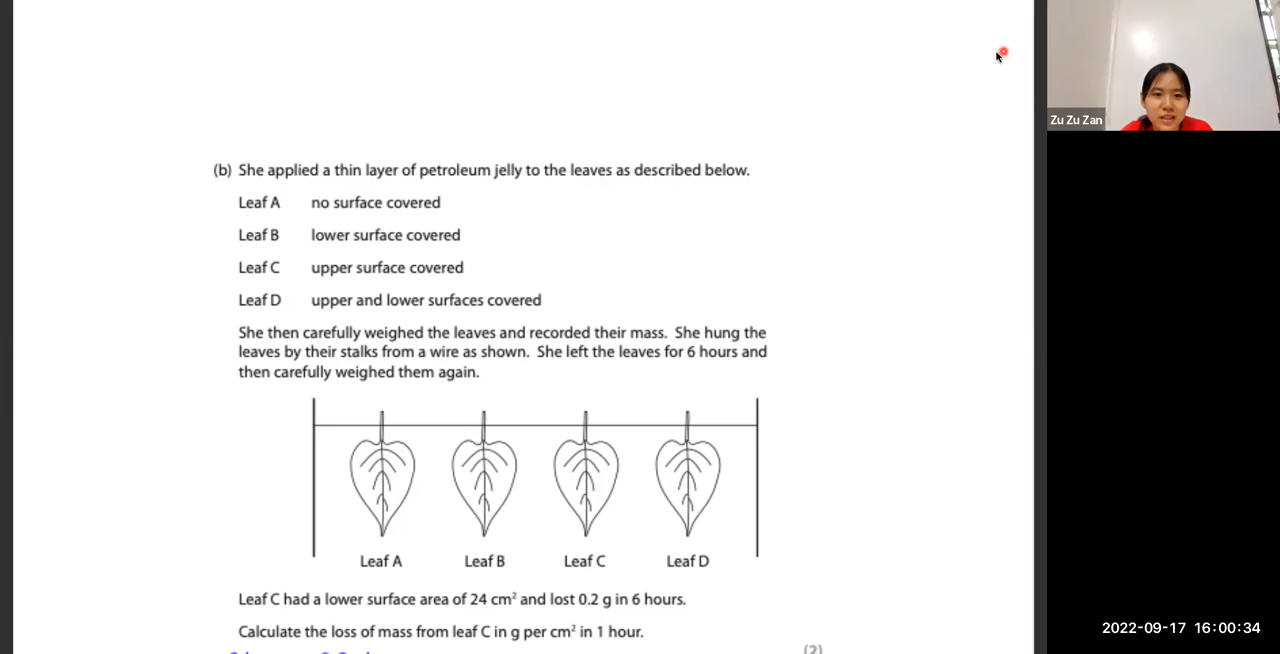 Zu Zu Zan
(b) She applied a thin layer of petroleum jelly to the leaves as described below.
Leaf A no surface covered
Leaf B lower surface covered
Leaf C upper surface covered
Leaf D upper and lower surfaces covered
She then carefully weighed the leaves and recorded their mass. She hung the
leaves by their stalks from a wire as shown. She left the leaves for 6 hours and
then carefully weighed them again.
Leaf A Leaf B Leaf C Leaf D
Leaf C had a lower surface area of 24 cm² and lost 0.2 g in 6 hours.
Calculate the loss of mass from leaf C in g per cm² in 1 hour.
(2)
2022-09-17 16:00:34